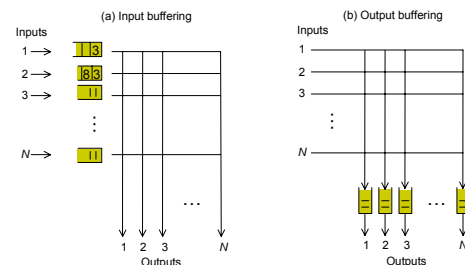 (a) Input buffering
Inputs
1
3
2
8 3
3
...
N
...
1 2 3 N
Outputs
(b) Output buffering
Inputs
1
2
3
...
N
...
1 2 3 N
Outputs